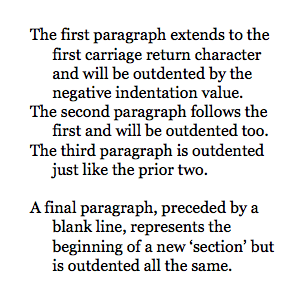 The first paragraph extends to the
first carriage return character
and will be outdented by the
negative indentation value.
The second paragraph follows the
first and will be outdented too.
The third paragraph is outdented
just like the prior two.

A final paragraph, preceded by a
blank line, represents the
beginning of a new ‘section’ but
is outdented all the same.